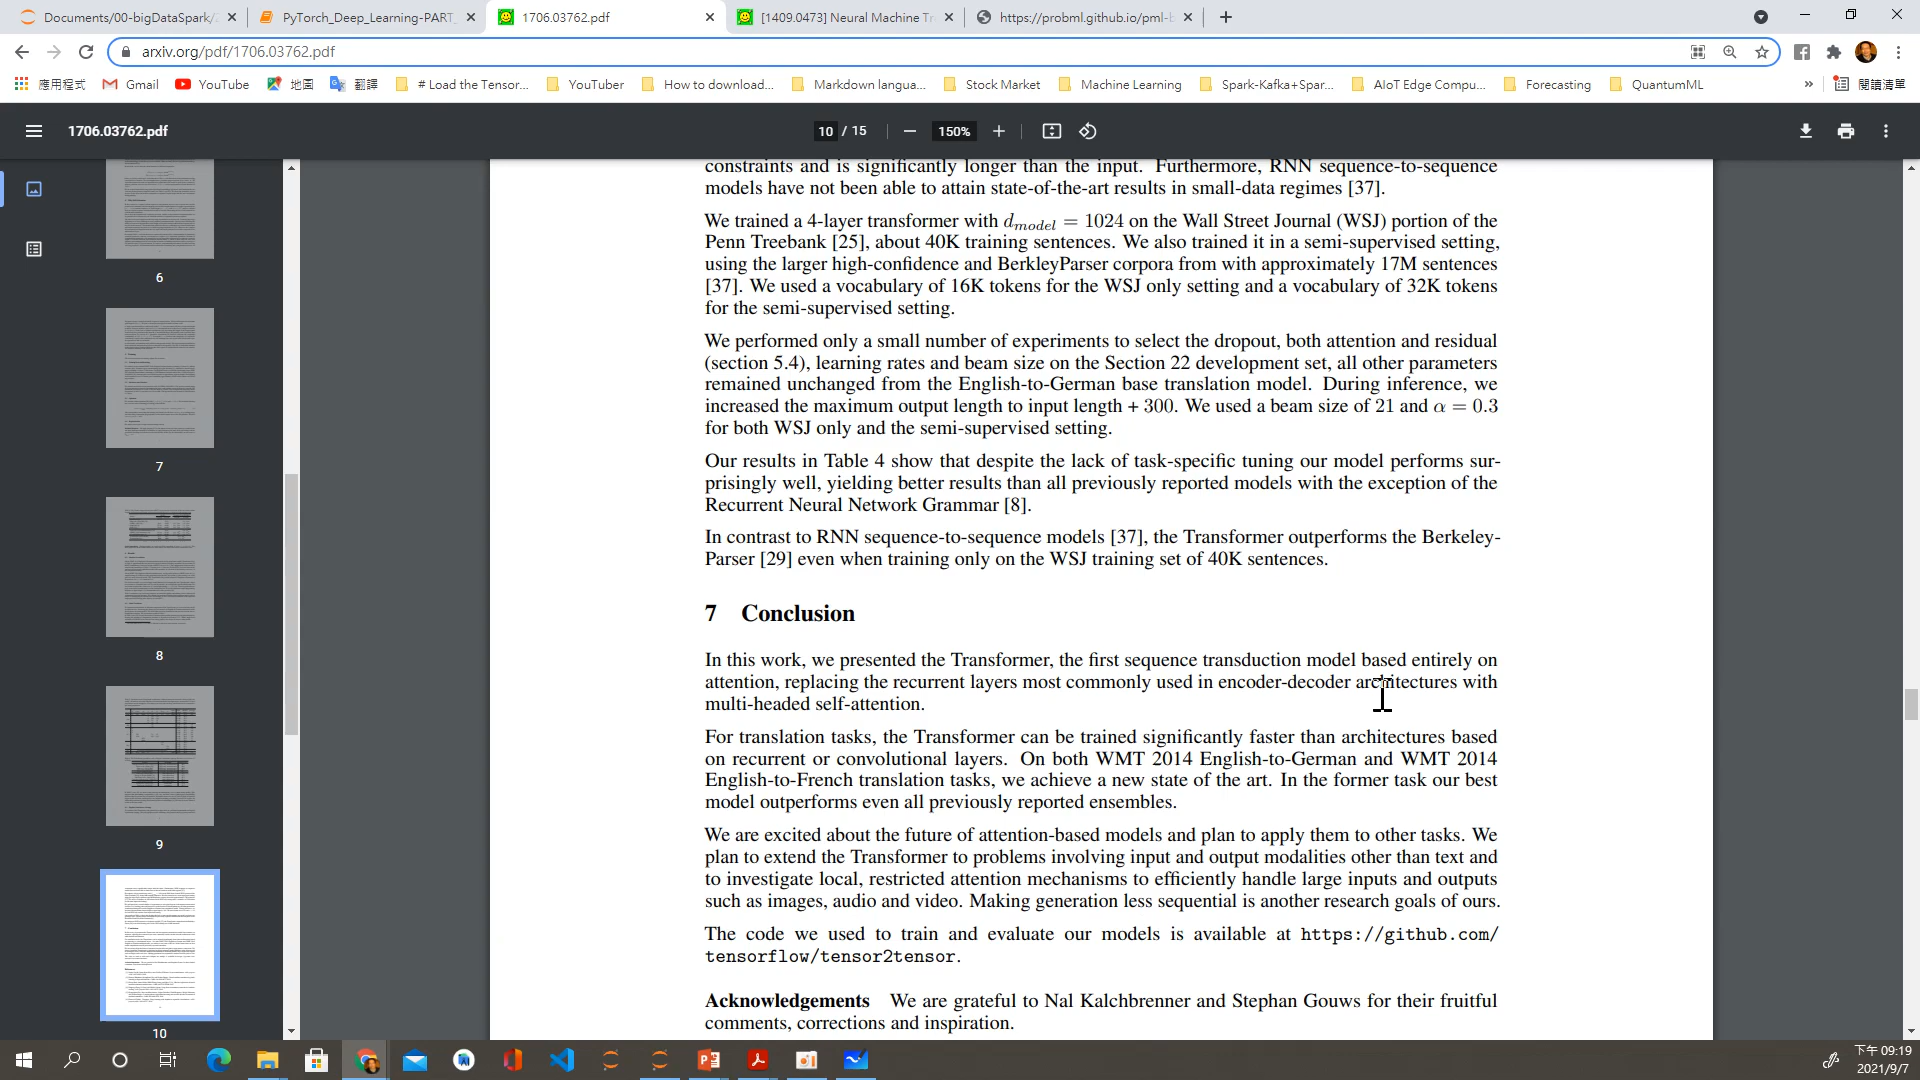 Documents/00-bigDataSpark/
PyTorch_Deep_Learning-PART_
1706.03762.pdf
[1409.0473] Neural Machine Tr
https://probml.github.io/pml-b
arxiv.org/pdf/1706.03762.pdf
應用程式
Gmail
YouTube
地圖
翻譯
# Load the Tensor...
YouTuber
How to download...
Markdown langua...
Stock Market
Machine Learning
Spark-Kafka+Spar...
AIoT Edge Compu...
Forecasting
QuantumML
»
閱讀清單
1706.03762.pdf
10 / 15
150%
6
7
8
9
10
constraints and is significantly longer than the input. Furthermore, RNN sequence-to-sequence
models have not been able to attain state-of-the-art results in small-data regimes [37].
We trained a 4-layer transformer with d_model = 1024 on the Wall Street Journal (WSJ) portion of the
Penn Treebank [25], about 40K training sentences. We also trained it in a semi-supervised setting,
using the larger high-confidence and BerkleyParser corpora from with approximately 17M sentences
[37]. We used a vocabulary of 16K tokens for the WSJ only setting and a vocabulary of 32K tokens
for the semi-supervised setting.
We performed only a small number of experiments to select the dropout, both attention and residual
(section 5.4), learning rates and beam size on the Section 22 development set, all other parameters
remained unchanged from the English-to-German base translation model. During inference, we
increased the maximum output length to input length + 300. We used a beam size of 21 and α = 0.3
for both WSJ only and the semi-supervised setting.
Our results in Table 4 show that despite the lack of task-specific tuning our model performs sur-
prisingly well, yielding better results than all previously reported models with the exception of the
Recurrent Neural Network Grammar [8].
In contrast to RNN sequence-to-sequence models [37], the Transformer outperforms the Berkeley-
Parser [29] even when training only on the WSJ training set of 40K sentences.
7 Conclusion
In this work, we presented the Transformer, the first sequence transduction model based entirely on
attention, replacing the recurrent layers most commonly used in encoder-decoder architectures with
multi-headed self-attention.
For translation tasks, the Transformer can be trained significantly faster than architectures based
on recurrent or convolutional layers. On both WMT 2014 English-to-German and WMT 2014
English-to-French translation tasks, we achieve a new state of the art. In the former task our best
model outperforms even all previously reported ensembles.
We are excited about the future of attention-based models and plan to apply them to other tasks. We
plan to extend the Transformer to problems involving input and output modalities other than text and
to investigate local, restricted attention mechanisms to efficiently handle large inputs and outputs
such as images, audio and video. Making generation less sequential is another research goals of ours.
The code we used to train and evaluate our models is available at https://github.com/
tensorflow/tensor2tensor.
Acknowledgements We are grateful to Nal Kalchbrenner and Stephan Gouws for their fruitful
comments, corrections and inspiration.
下午 09:19
2021/9/7